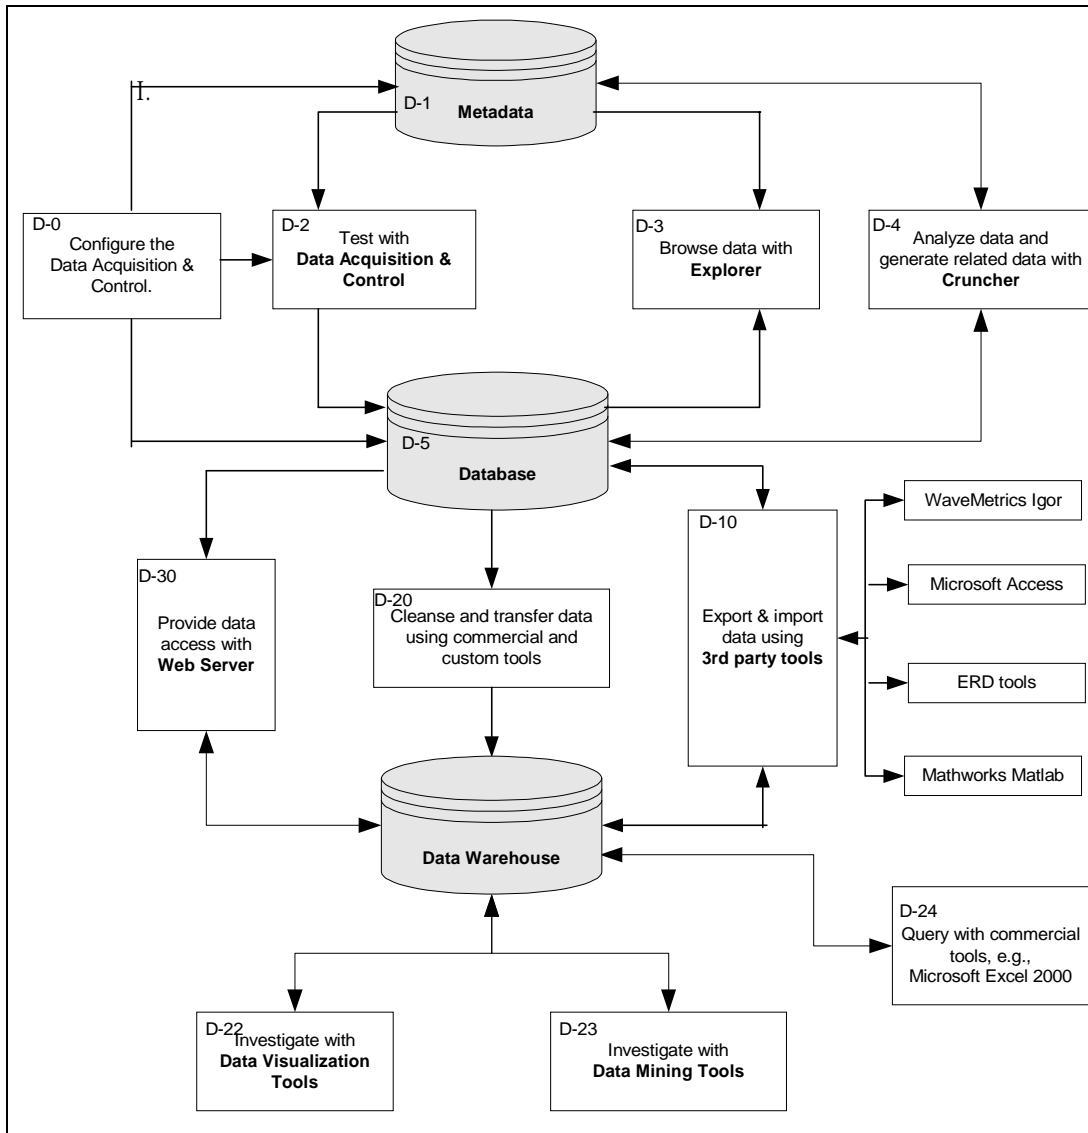 I.
D-1
Metadata
D-0
Configure the
Data Acquisition &
Control.
D-2
Test with
Data Acquisition &
Control
D-3
Browse data with
Explorer
D-4
Analyze data and
generate related data with
Cruncher
D-5
Database
D-30
Provide data
access with
Web Server
D-20
Cleanse and transfer data
using commercial and
custom tools
D-10
Export & import
data using
3rd party tools
WaveMetrics Igor
Microsoft Access
ERD tools
Mathworks Matlab
Data Warehouse
D-24
Query with commercial
tools, e.g.,
Microsoft Excel 2000
D-22
Investigate with
Data Visualization
Tools
D-23
Investigate with
Data Mining Tools